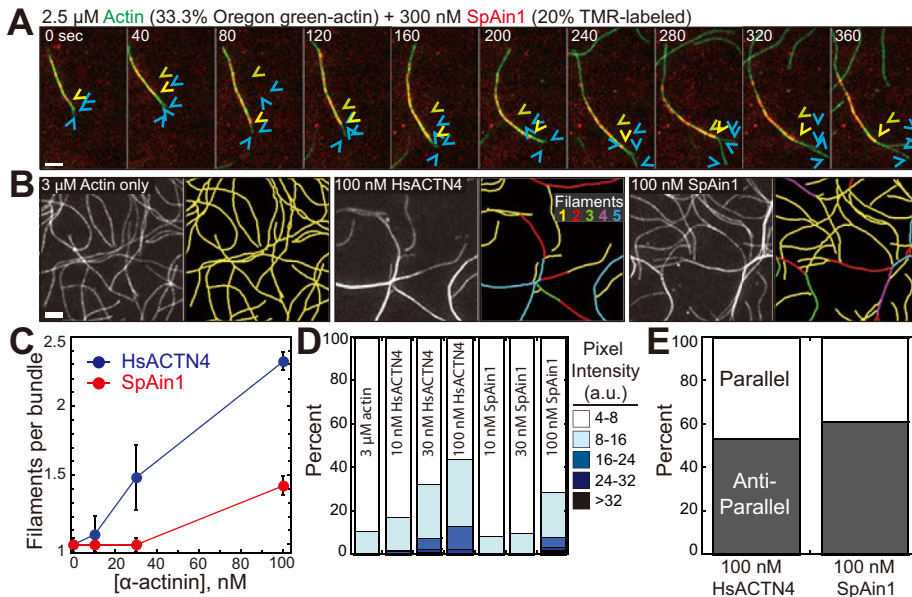 A
2.5 µM Actin (33.3% Oregon green-actin) + 300 nM SpAin1 (20% TMR-labeled)
0 sec 40 80 120 160 200 240 280 320 360
B
3 µM Actin only
100 nM HsACTN4
Filaments
1 2 3 4 5
100 nM SpAin1
C
Filaments per bundle
2.5
2
1.5
1
HsACTN4
SpAin1
0 20 40 60 80 100
[α-actinin], nM
D
Percent
100
80
60
40
20
0
3 µM actin
10 nM HsACTN4
30 nM HsACTN4
100 nM HsACTN4
10 nM SpAin1
30 nM SpAin1
100 nM SpAin1
Pixel
Intensity
(a.u.)
4-8
8-16
16-24
24-32
>32
E
Percent
100
80
60
40
20
0
Parallel
Anti-
Parallel
100 nM
HsACTN4
100 nM
SpAin1